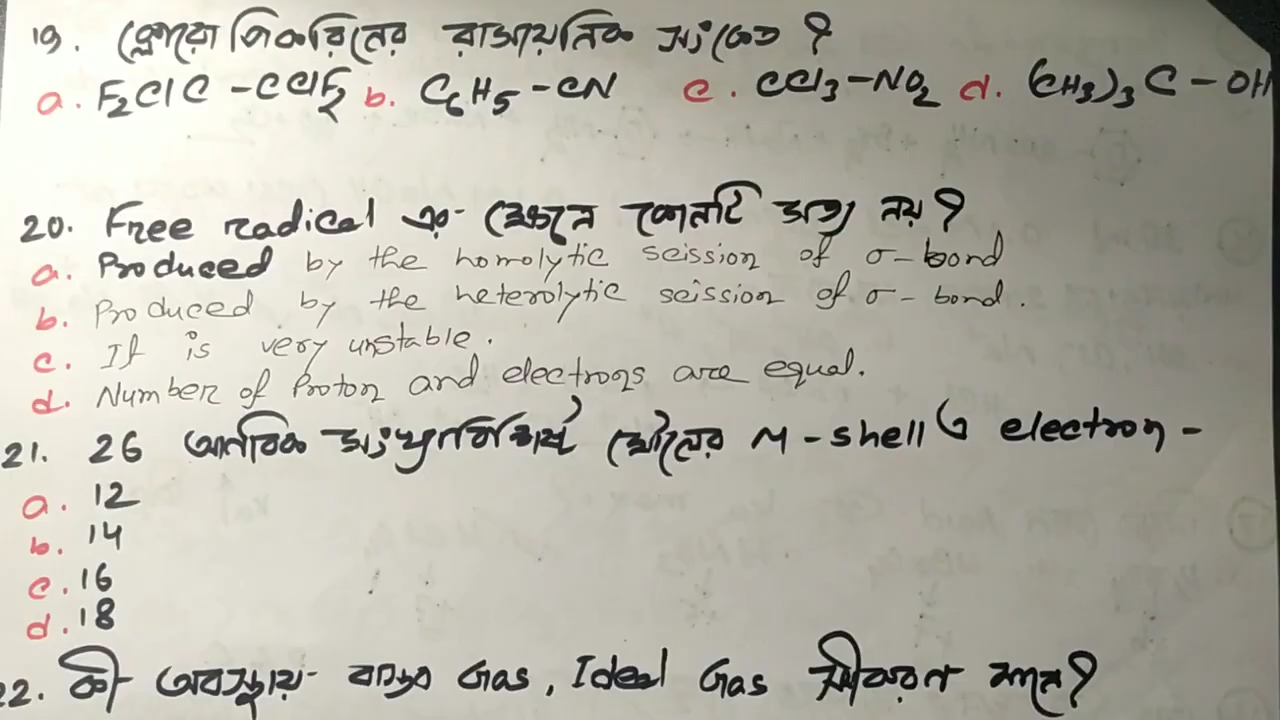 19. ক্লোরো পিকরিনের রাসায়নিক সংকেত ?
a. F₂ClC – CClF₂ b. C₆H₅ – CN c. CCl₃ – NO₂ d. (CH₃)₃ C – OH
20. Free radical এর ক্ষেত্রে কোনটি সত্য নয় ?
a. Produced by the homolytic scission of σ – bond
b. Produced by the heterolytic scission of σ – bond.
c. It is very unstable.
d. Number of Proton and electrons are equal.
21. 26 আনবিক সংখ্যাবিশিষ্ট মৌলের M – shell এ electron –
a. 12
b. 14
c. 16
d. 18
22. কী অবস্থায় বাস্তব Gas, Ideal Gas সমীকরণ মানে ?